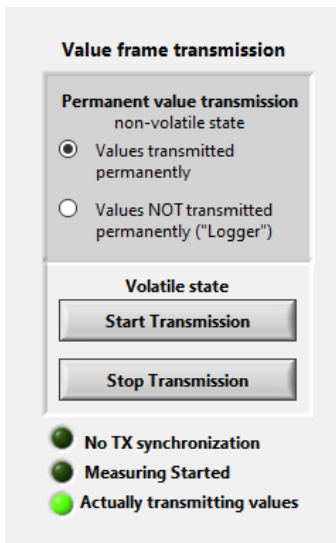 Value frame transmission
Permanent value transmission
non-volatile state
Values transmitted
permanently
Values NOT transmitted
permanently ("Logger")
Volatile state
Start Transmission
Stop Transmission
No TX synchronization
Measuring Started
Actually transmitting values